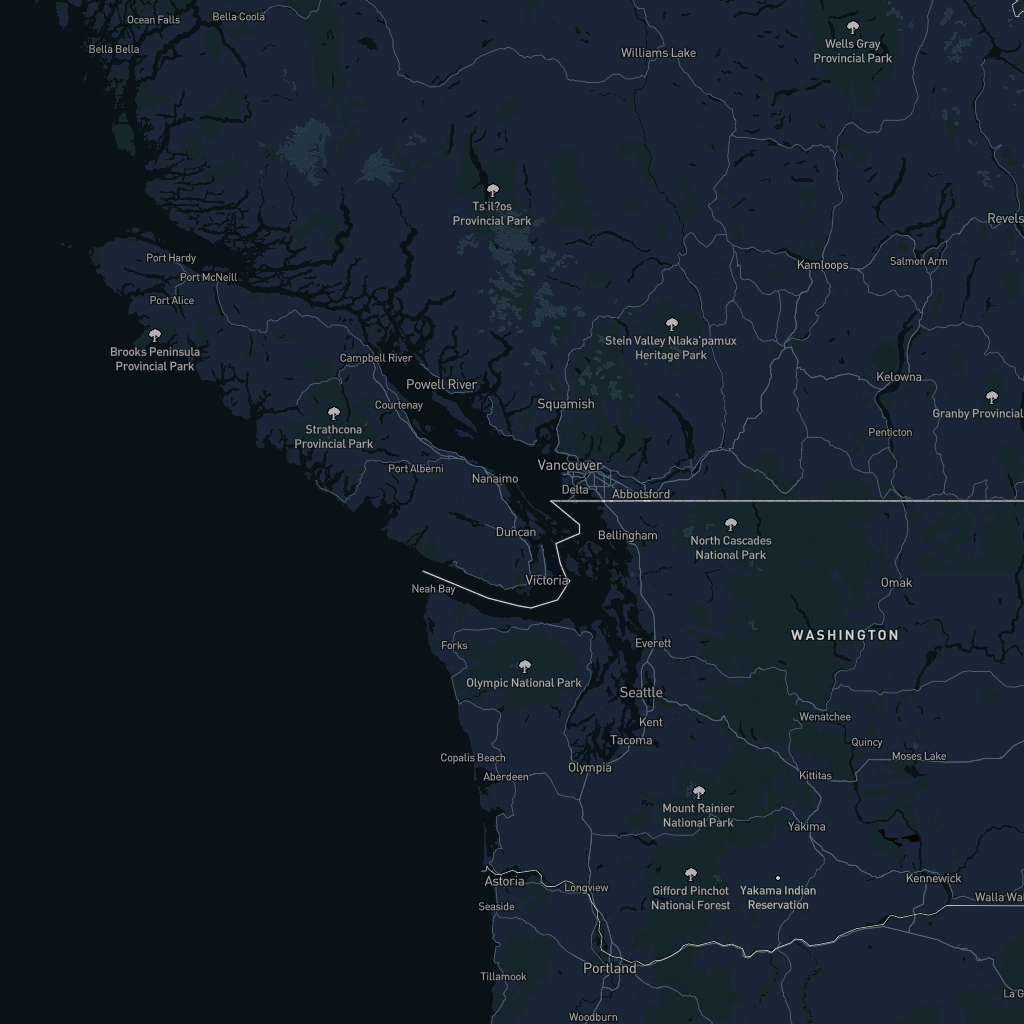 Ocean Falls
Bella Coola
Bella Bella
Williams Lake
Wells Gray
Provincial Park
Ts'il?os
Provincial Park
Revels
Port Hardy
Port McNeill
Port Alice
Kamloops
Salmon Arm
Brooks Peninsula
Provincial Park
Stein Valley Nlaka'pamux
Heritage Park
Campbell River
Powell River
Courtenay
Squamish
Kelowna
Granby Provincial
Strathcona
Provincial Park
Penticton
Port Alberni
Nanaimo
Vancouver
Delta
Abbotsford
Duncan
Bellingham
North Cascades
National Park
Victoria
Neah Bay
Omak
WASHINGTON
Forks
Everett
Olympic National Park
Seattle
Kent
Tacoma
Wenatchee
Quincy
Moses Lake
Copalis Beach
Aberdeen
Olympia
Kittitas
Mount Rainier
National Park
Yakima
Astoria
Longview
Gifford Pinchot
National Forest
Yakama Indian
Reservation
Kennewick
Walla Wal
Seaside
Tillamook
Portland
La G
Woodburn